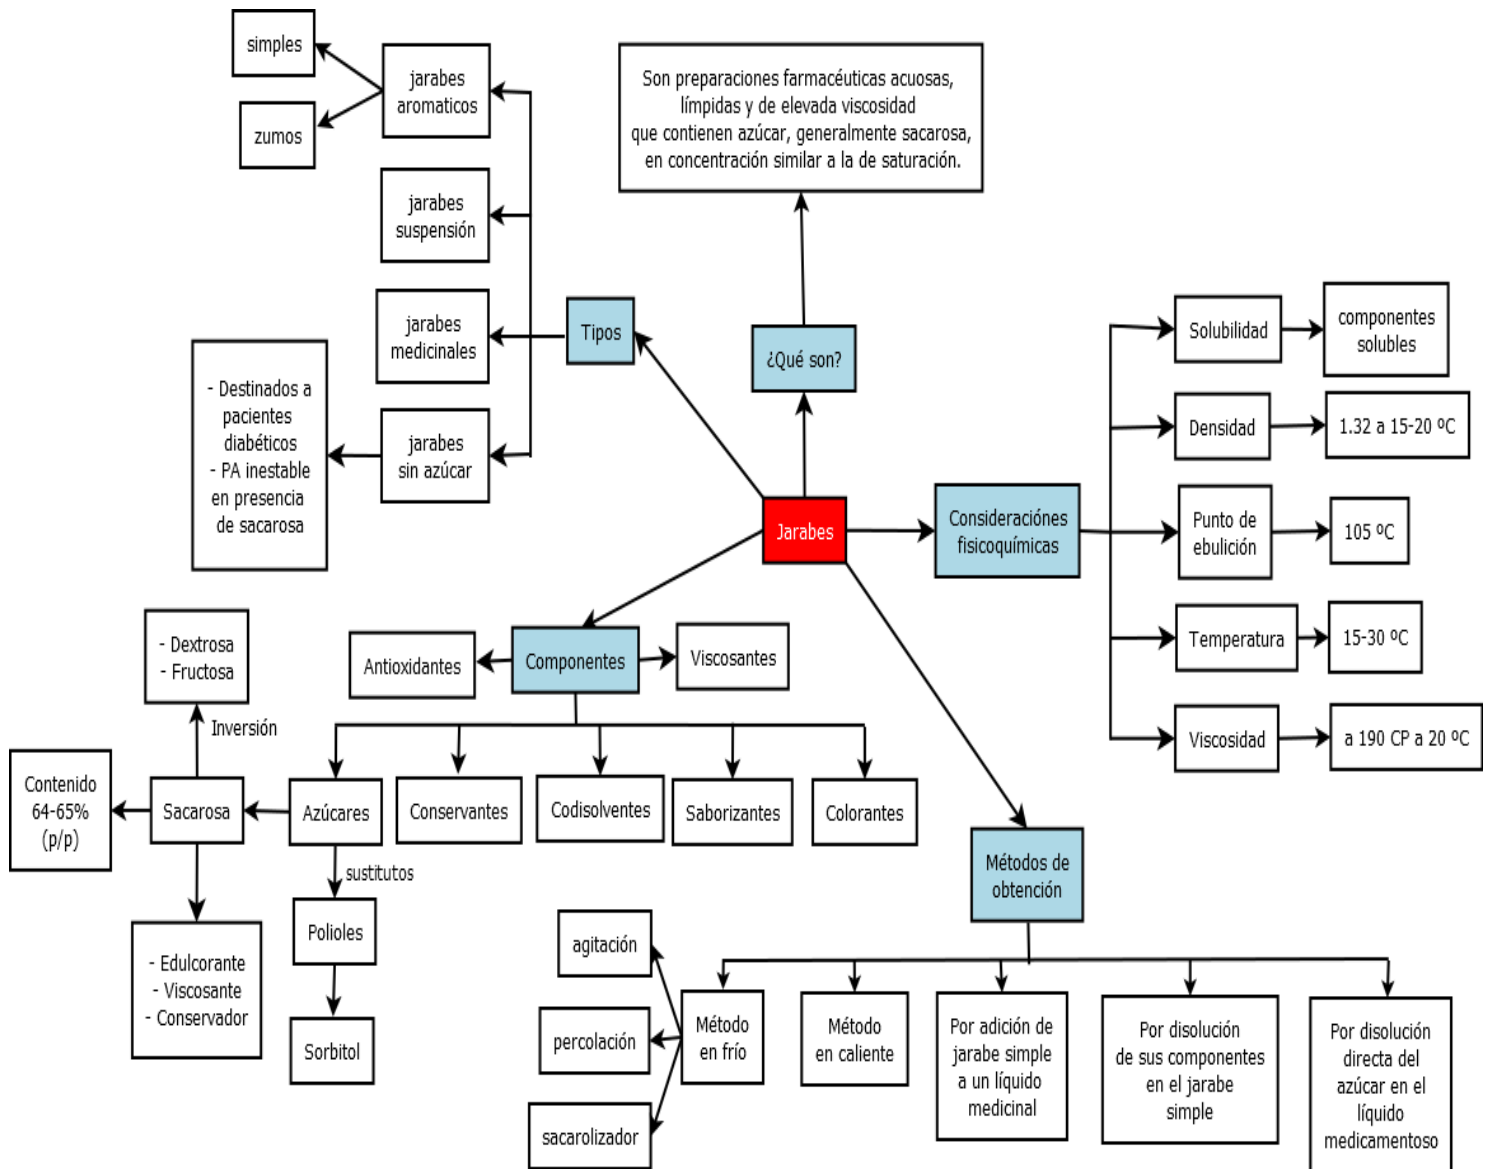 simples
zumos
jarabes
aromaticos
jarabes
suspensión
jarabes
medicinales
jarabes
sin azúcar
- Destinados a
pacientes
diabéticos
- PA inestable
en presencia
de sacarosa
Tipos
Son preparaciones farmacéuticas acuosas,
límpidas y de elevada viscosidad
que contienen azúcar, generalmente sacarosa,
en concentración similar a la de saturación.
¿Qué son?
Jarabes
Consideraciónes
fisicoquímicas
Solubilidad
componentes
solubles
Densidad
1.32 a 15-20 ºC
Punto de
ebulición
105 ºC
Temperatura
15-30 ºC
Viscosidad
a 190 CP a 20 ºC
Componentes
Antioxidantes
Viscosantes
- Dextrosa
- Fructosa
Inversión
Contenido
64-65%
(p/p)
Sacarosa
Azúcares
Conservantes
Codisolventes
Saborizantes
Colorantes
sustitutos
Polioles
Sorbitol
- Edulcorante
- Viscosante
- Conservador
Métodos de
obtención
agitación
percolación
sacarolizador
Método
en frío
Método
en caliente
Por adición de
jarabe simple
a un líquido
medicinal
Por disolución
de sus componentes
en el jarabe
simple
Por disolución
directa del
azúcar en el
líquido
medicamentoso